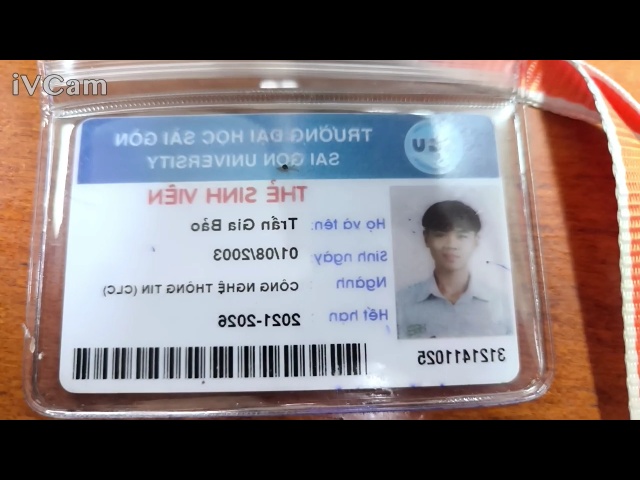 iVCam
TRƯỜNG ĐẠI HỌC SÀI GÒN
SAI GON UNIVERSITY
THẺ SINH VIÊN
Họ và tên: Trần Gia Bảo
Sinh ngày : 01/08/2003
Ngành : CÔNG NGHỆ THÔNG TIN (CLC)
Hết hạn : 2021-2026
3121411025